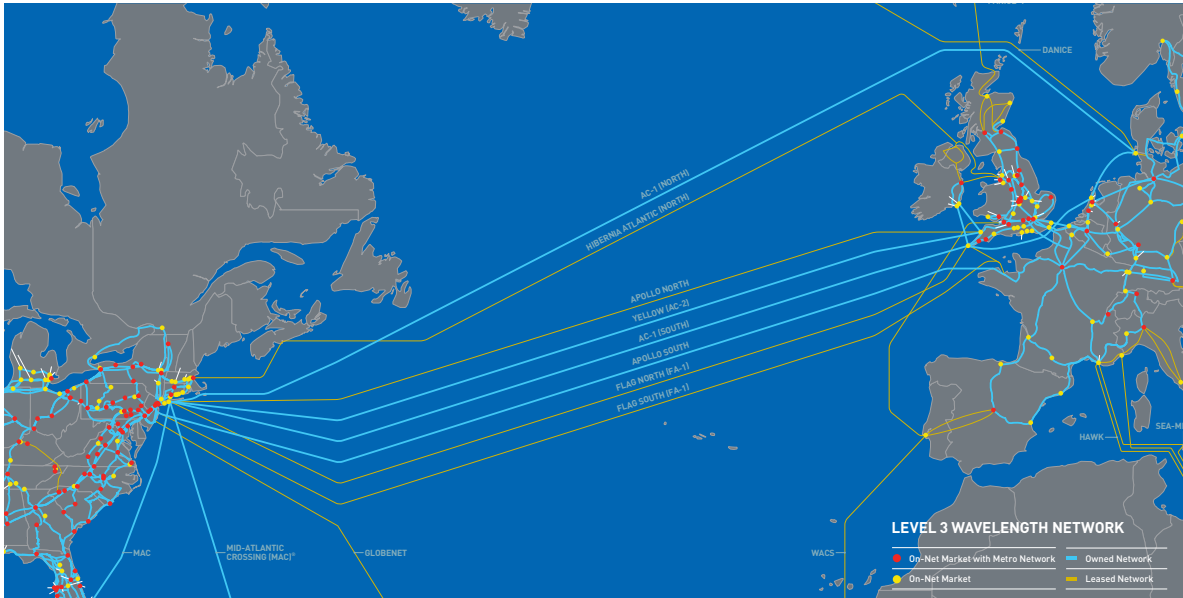 DANICE
AC-1 (NORTH)
HIBERNIA ATLANTIC (NORTH)
APOLLO NORTH
YELLOW (AC-2)
AC-1 (SOUTH)
APOLLO SOUTH
FLAG NORTH (FA-1)
FLAG SOUTH (FA-1)
HAWK
MAC
MID-ATLANTIC
CROSSING (MAC)®
GLOBENET
WACS
LEVEL 3 WAVELENGTH NETWORK
On-Net Market with Metro Network
Owned Network
On-Net Market
Leased Network